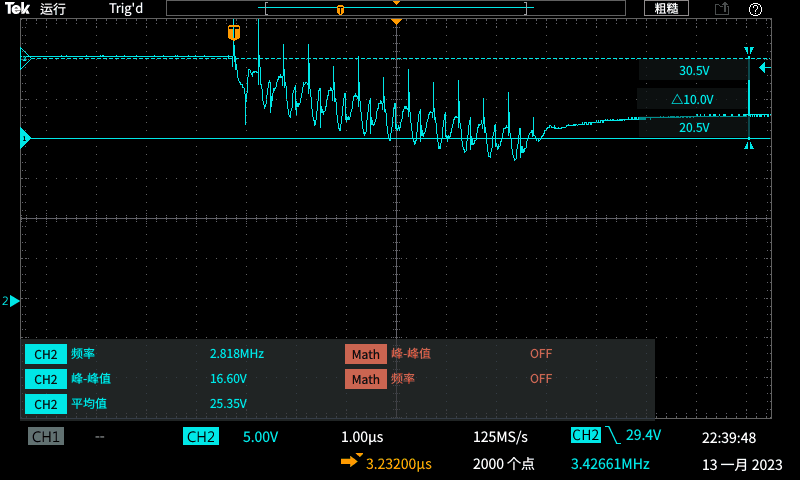 Tek 运行 Trig'd 粗糙
T
T
30.5V
△10.0V
20.5V
1
2
CH2 频率 2.818MHz Math 峰-峰值 OFF
CH2 峰-峰值 16.60V Math 频率 OFF
CH2 平均值 25.35V
CH1 -- CH2 5.00V 1.00µs 125MS/s CH2 29.4V 22:39:48
3.23200µs 2000 个点 3.42661MHz 13 一月 2023